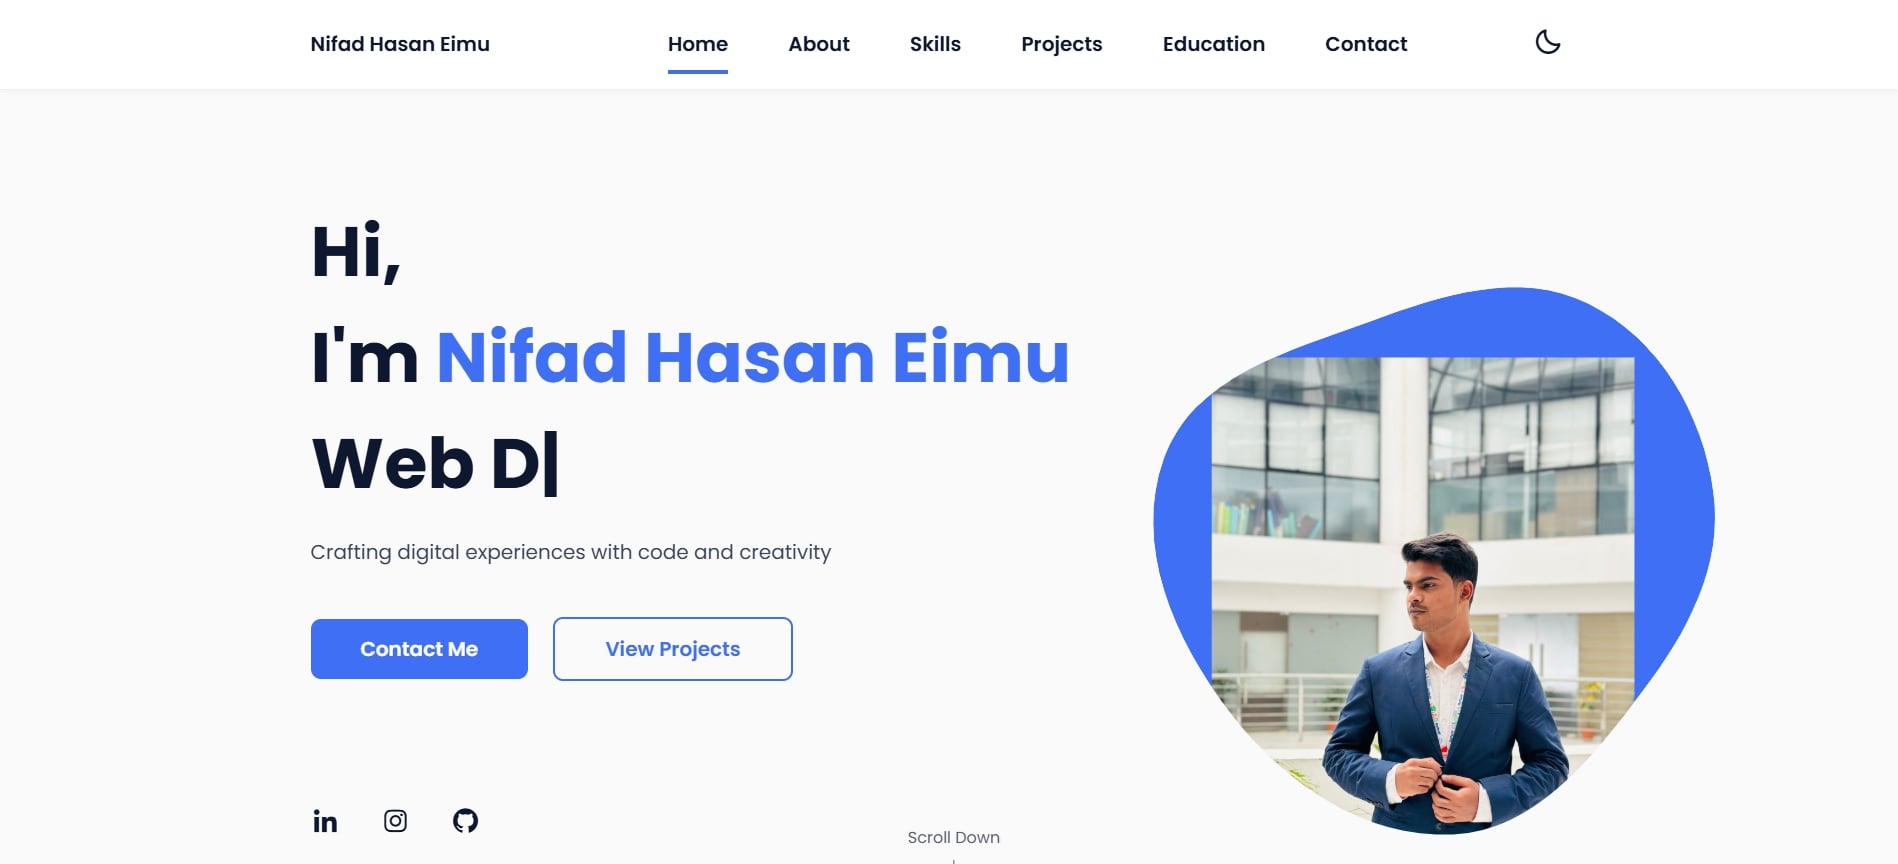 Nifad Hasan Eimu
Home About Skills Projects Education Contact
Hi,
I'm Nifad Hasan Eimu
Web D|
Crafting digital experiences with code and creativity
Contact Me
View Projects
in
Scroll Down